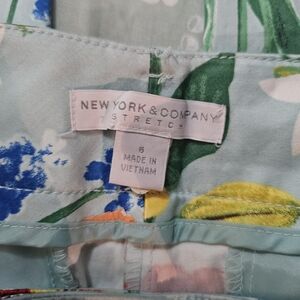 NEW YORK & COMPANY
STRETCH
6
MADE IN
VIETNAM